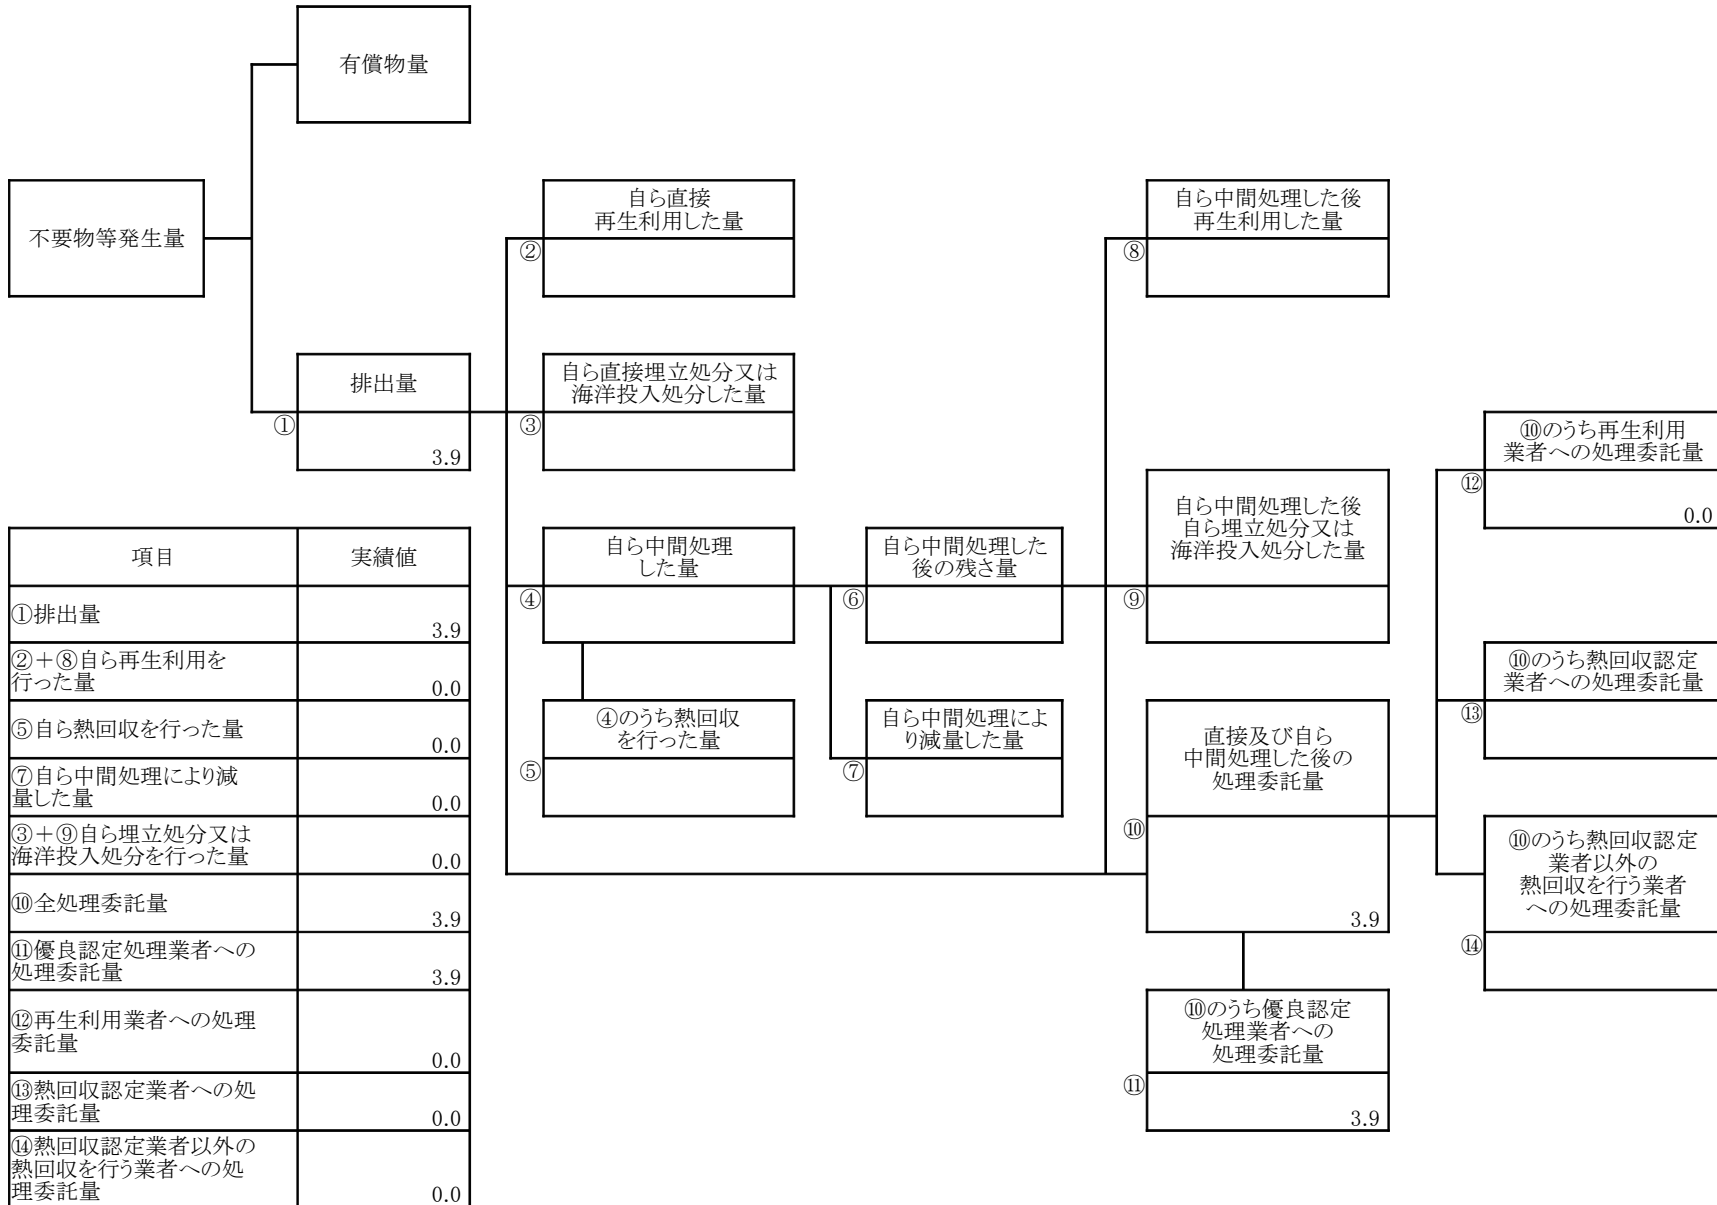 有償物量
不要物等発生量
自ら直接
再生利用した量
②
自ら中間処理した後
再生利用した量
⑧
排出量
①
3.9
自ら直接埋立処分又は
海洋投入処分した量
③
⑩のうち再生利用
業者への処理委託量
⑫
0.0
自ら中間処理
した量
④
自ら中間処理した
後の残さ量
⑥
自ら中間処理した後
自ら埋立処分又は
海洋投入処分した量
⑨
⑩のうち熱回収認定
業者への処理委託量
⑬
④のうち熱回収
を行った量
⑤
自ら中間処理によ
り減量した量
⑦
直接及び自ら
中間処理した後の
処理委託量
⑩
3.9
⑩のうち熱回収認定
業者以外の
熱回収を行う業者
への処理委託量
⑭
⑩のうち優良認定
処理業者への
処理委託量
⑪
3.9
項目
実績値
①排出量
3.9
②＋⑧自ら再生利用を
行った量
0.0
⑤自ら熱回収を行った量
0.0
⑦自ら中間処理により減
量した量
0.0
③＋⑨自ら埋立処分又は
海洋投入処分を行った量
0.0
⑩全処理委託量
3.9
⑪優良認定処理業者への
処理委託量
3.9
⑫再生利用業者への処理
委託量
0.0
⑬熱回収認定業者への処
理委託量
0.0
⑭熱回収認定業者以外の
熱回収を行う業者への処
理委託量
0.0